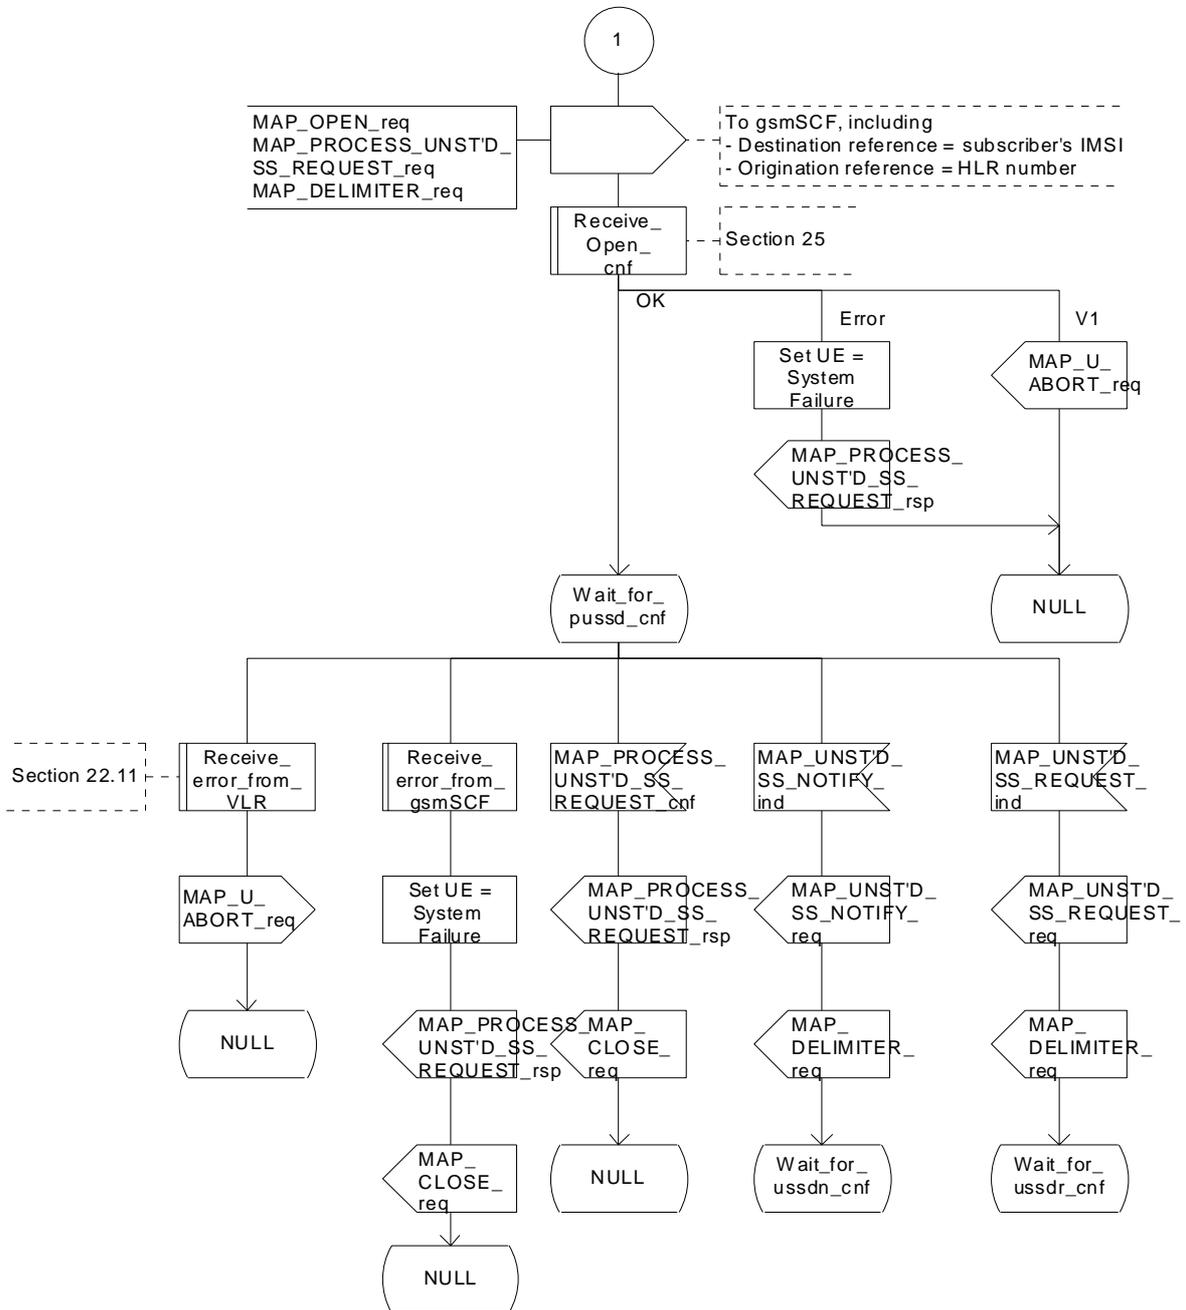 1
MAP_OPEN_req
MAP_PROCESS_UNST'D_
SS_REQUEST_req
MAP_DELIMITER_req
To gsmSCF, including
- Destination reference = subscriber's IMSI
- Origination reference = HLR number
Receive_
Open_
cnf
Section 25
OK
Error
V1
Set UE =
System
Failure
MAP_U_
ABORT_req
MAP_PROCESS_
UNST'D_SS_
REQUEST_rsp
Wait_for_
pussd_cnf
NULL
Section 22.11
Receive_
error_from_
VLR
Receive_
error_from_
gsmSCF
MAP_PROCESS_
UNST'D_SS_
REQUEST_cnf
MAP_UNST'D_
SS_NOTIFY_
ind
MAP_UNST'D_
SS_REQUEST_
ind
MAP_U_
ABORT_req
Set UE =
System
Failure
MAP_PROCESS_
UNST'D_SS_
REQUEST_rsp
MAP_UNST'D_
SS_NOTIFY_
req
MAP_UNST'D_
SS_REQUEST_
req
NULL
MAP_PROCESS_
UNST'D_SS_
REQUEST_rsp
MAP_
CLOSE_
req
MAP_
DELIMITER_
req
MAP_
DELIMITER_
req
MAP_
CLOSE_
req
NULL
Wait_for_
ussdn_cnf
Wait_for_
ussdr_cnf
NULL